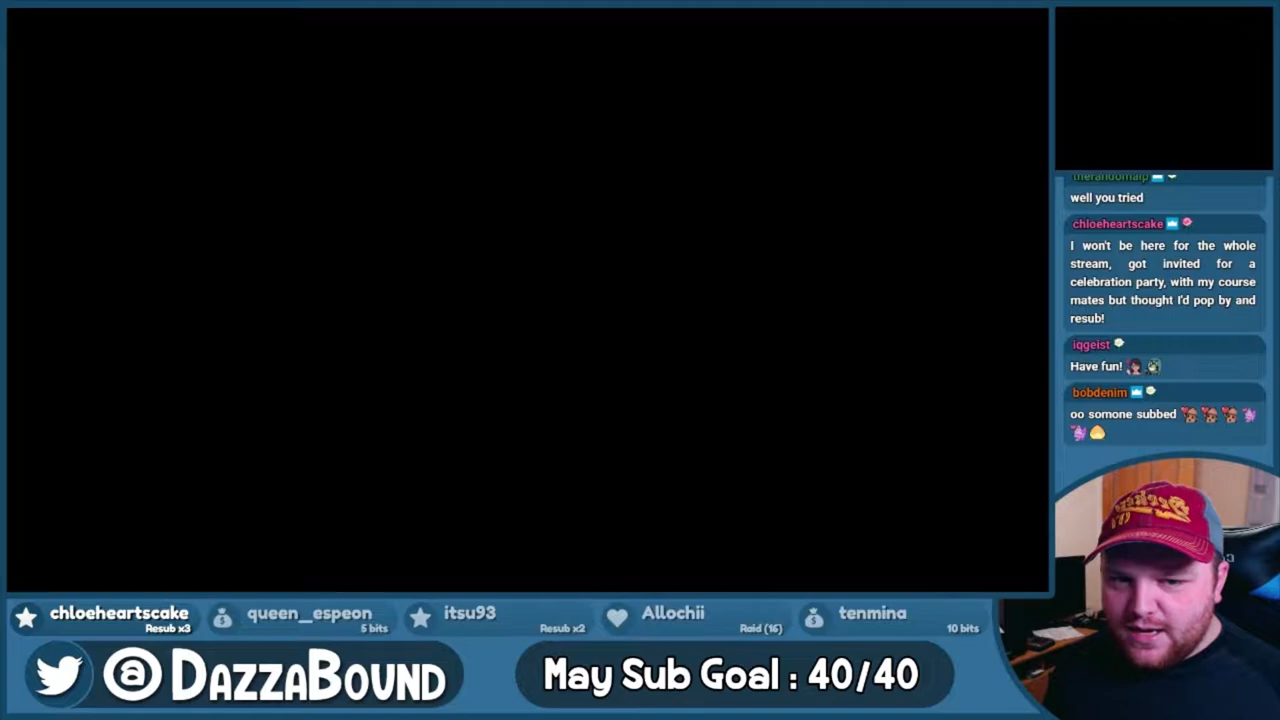 therandomalp
well you tried
chloeheartscake
I won't be here for the whole
stream, got invited for a
celebration party, with my course
mates but thought I'd pop by and
resub!
iqgeist
Have fun!
bobdenim
oo somone subbed
chloeheartscake
Resub x3
queen_espeon
5 bits
itsu93
Resub x2
Allochii
Raid (16)
tenmina
10 bits
@DazzaBound
May Sub Goal : 40/40